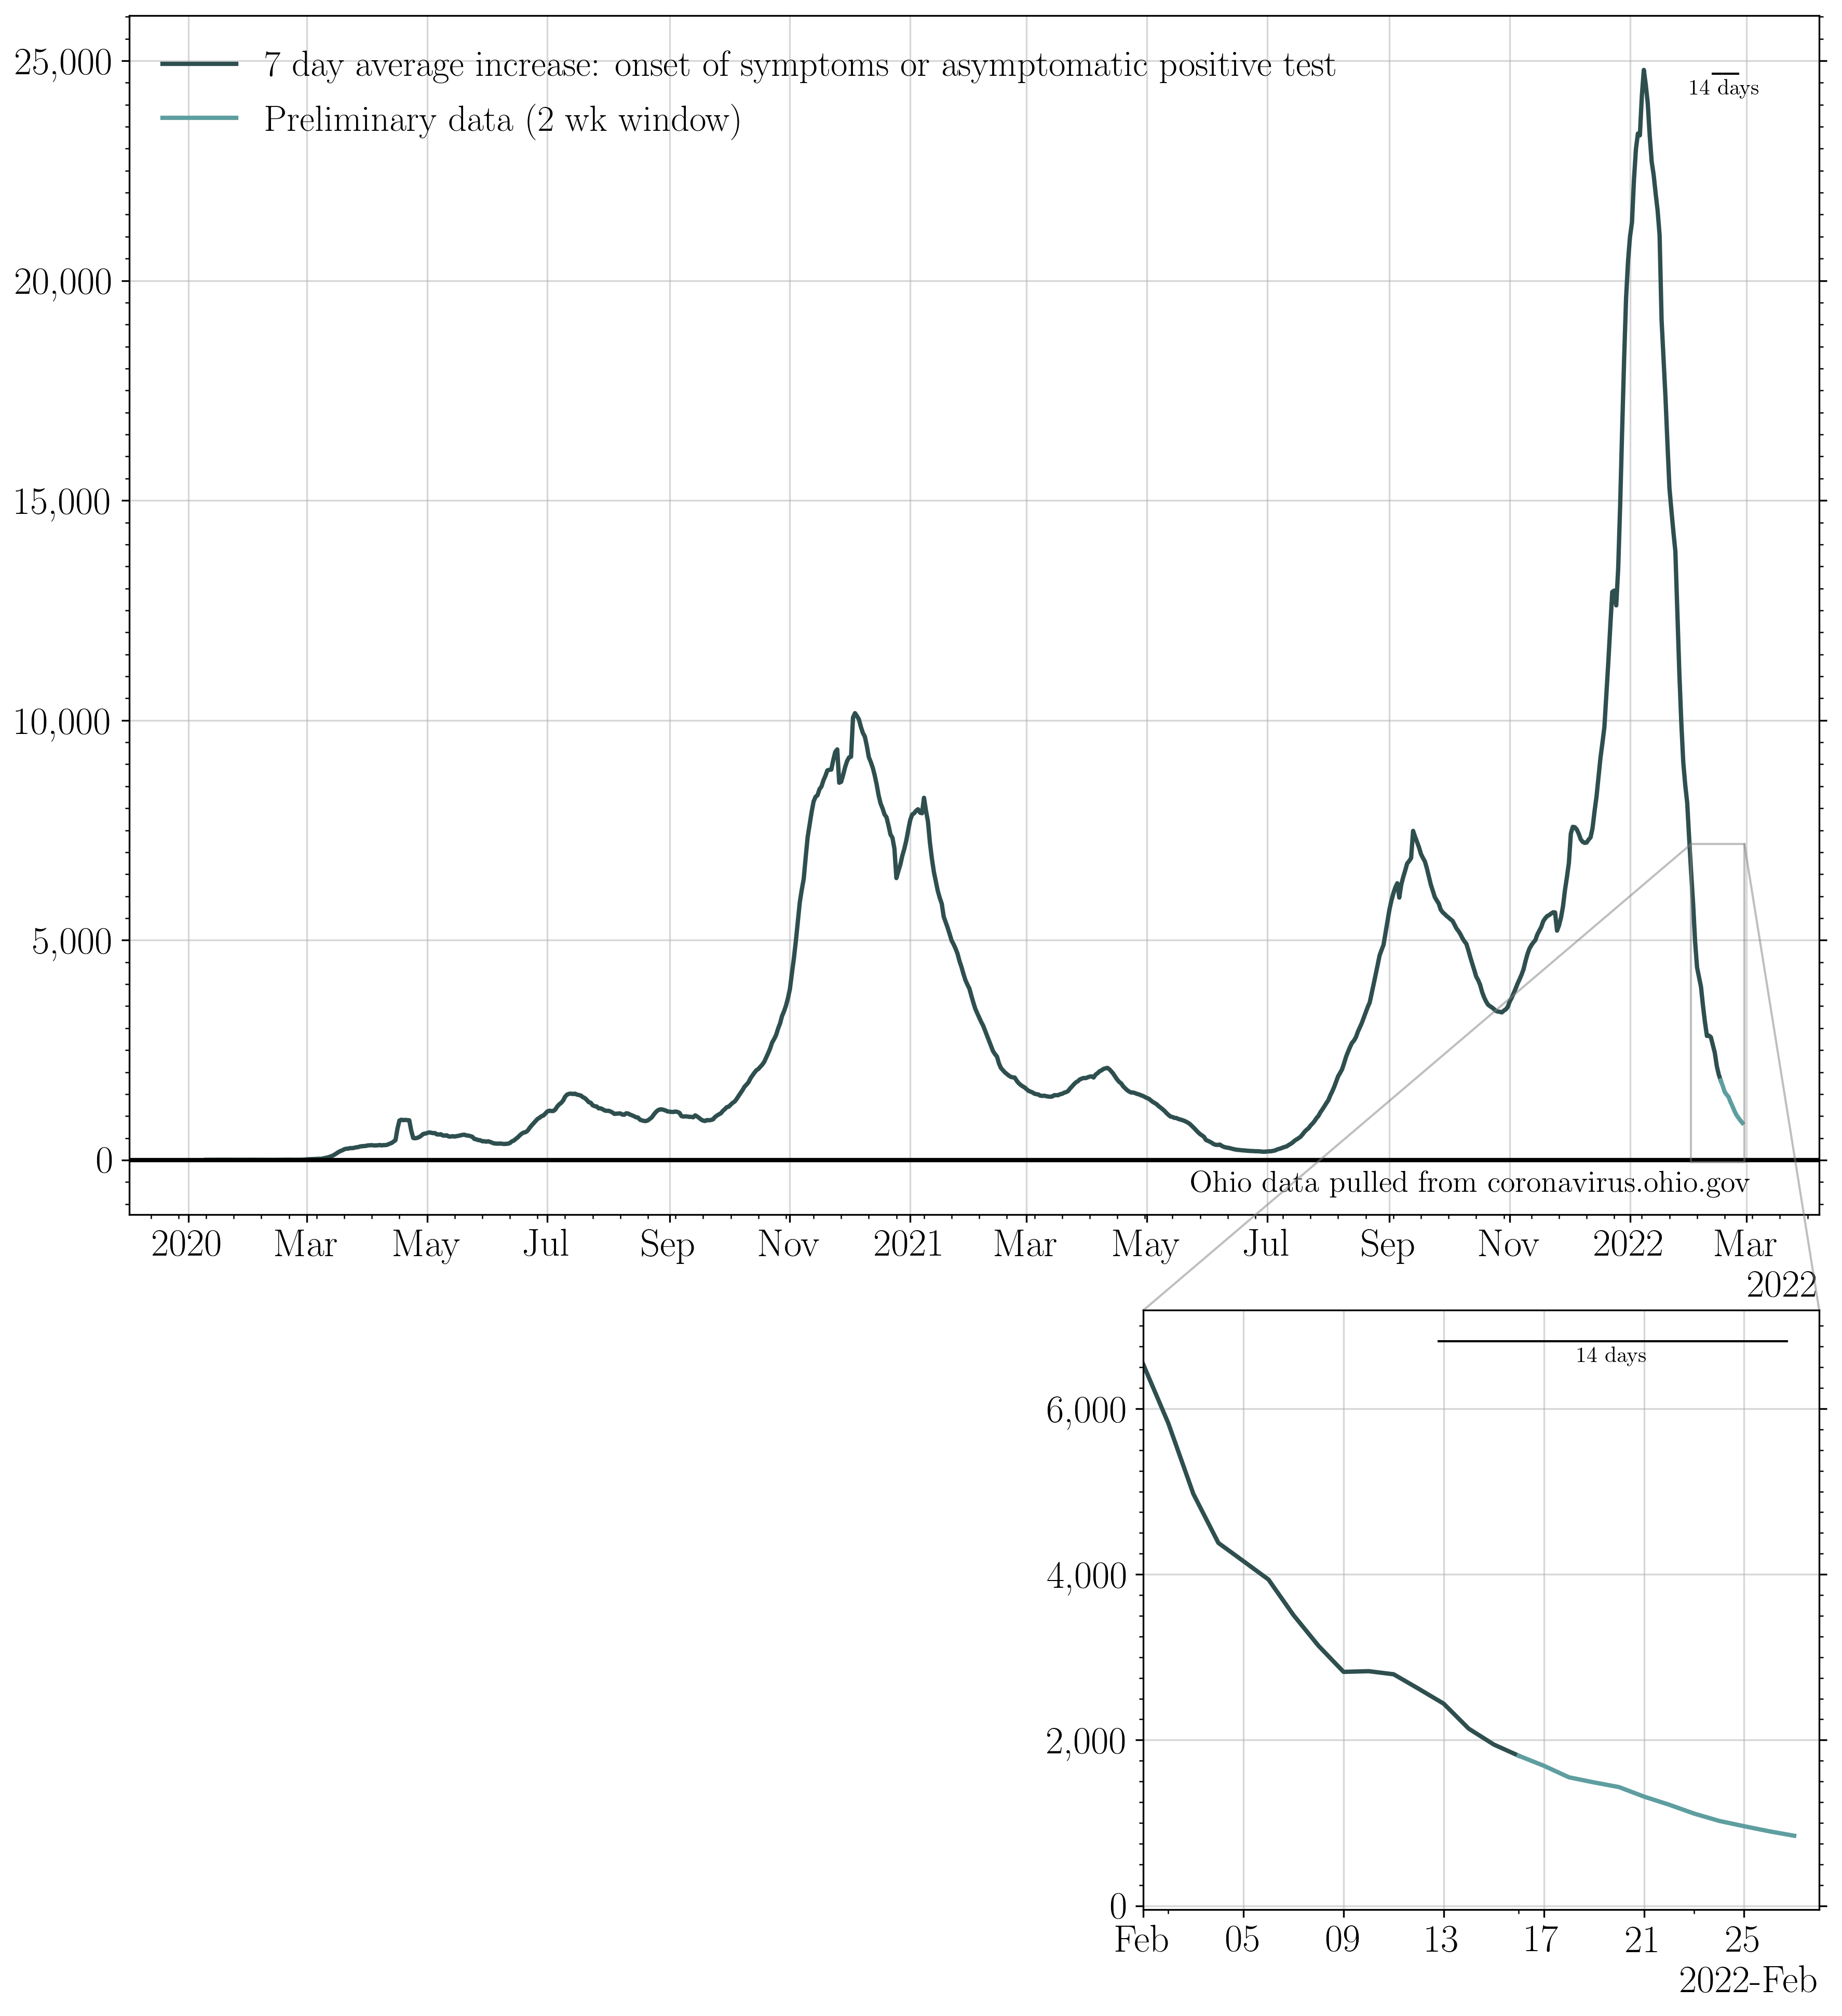 25,000
7 day average increase: onset of symptoms or asymptomatic positive test
14 days
Preliminary data (2 wk window)
20,000
15,000
10,000
5,000
0
Ohio data pulled from coronavirus.ohio.gov
2020 Mar May Jul Sep Nov 2021 Mar May Jul Sep Nov 2022 Mar
2022
14 days
6,000
4,000
2,000
0
Feb 05 09 13 17 21 25
2022-Feb